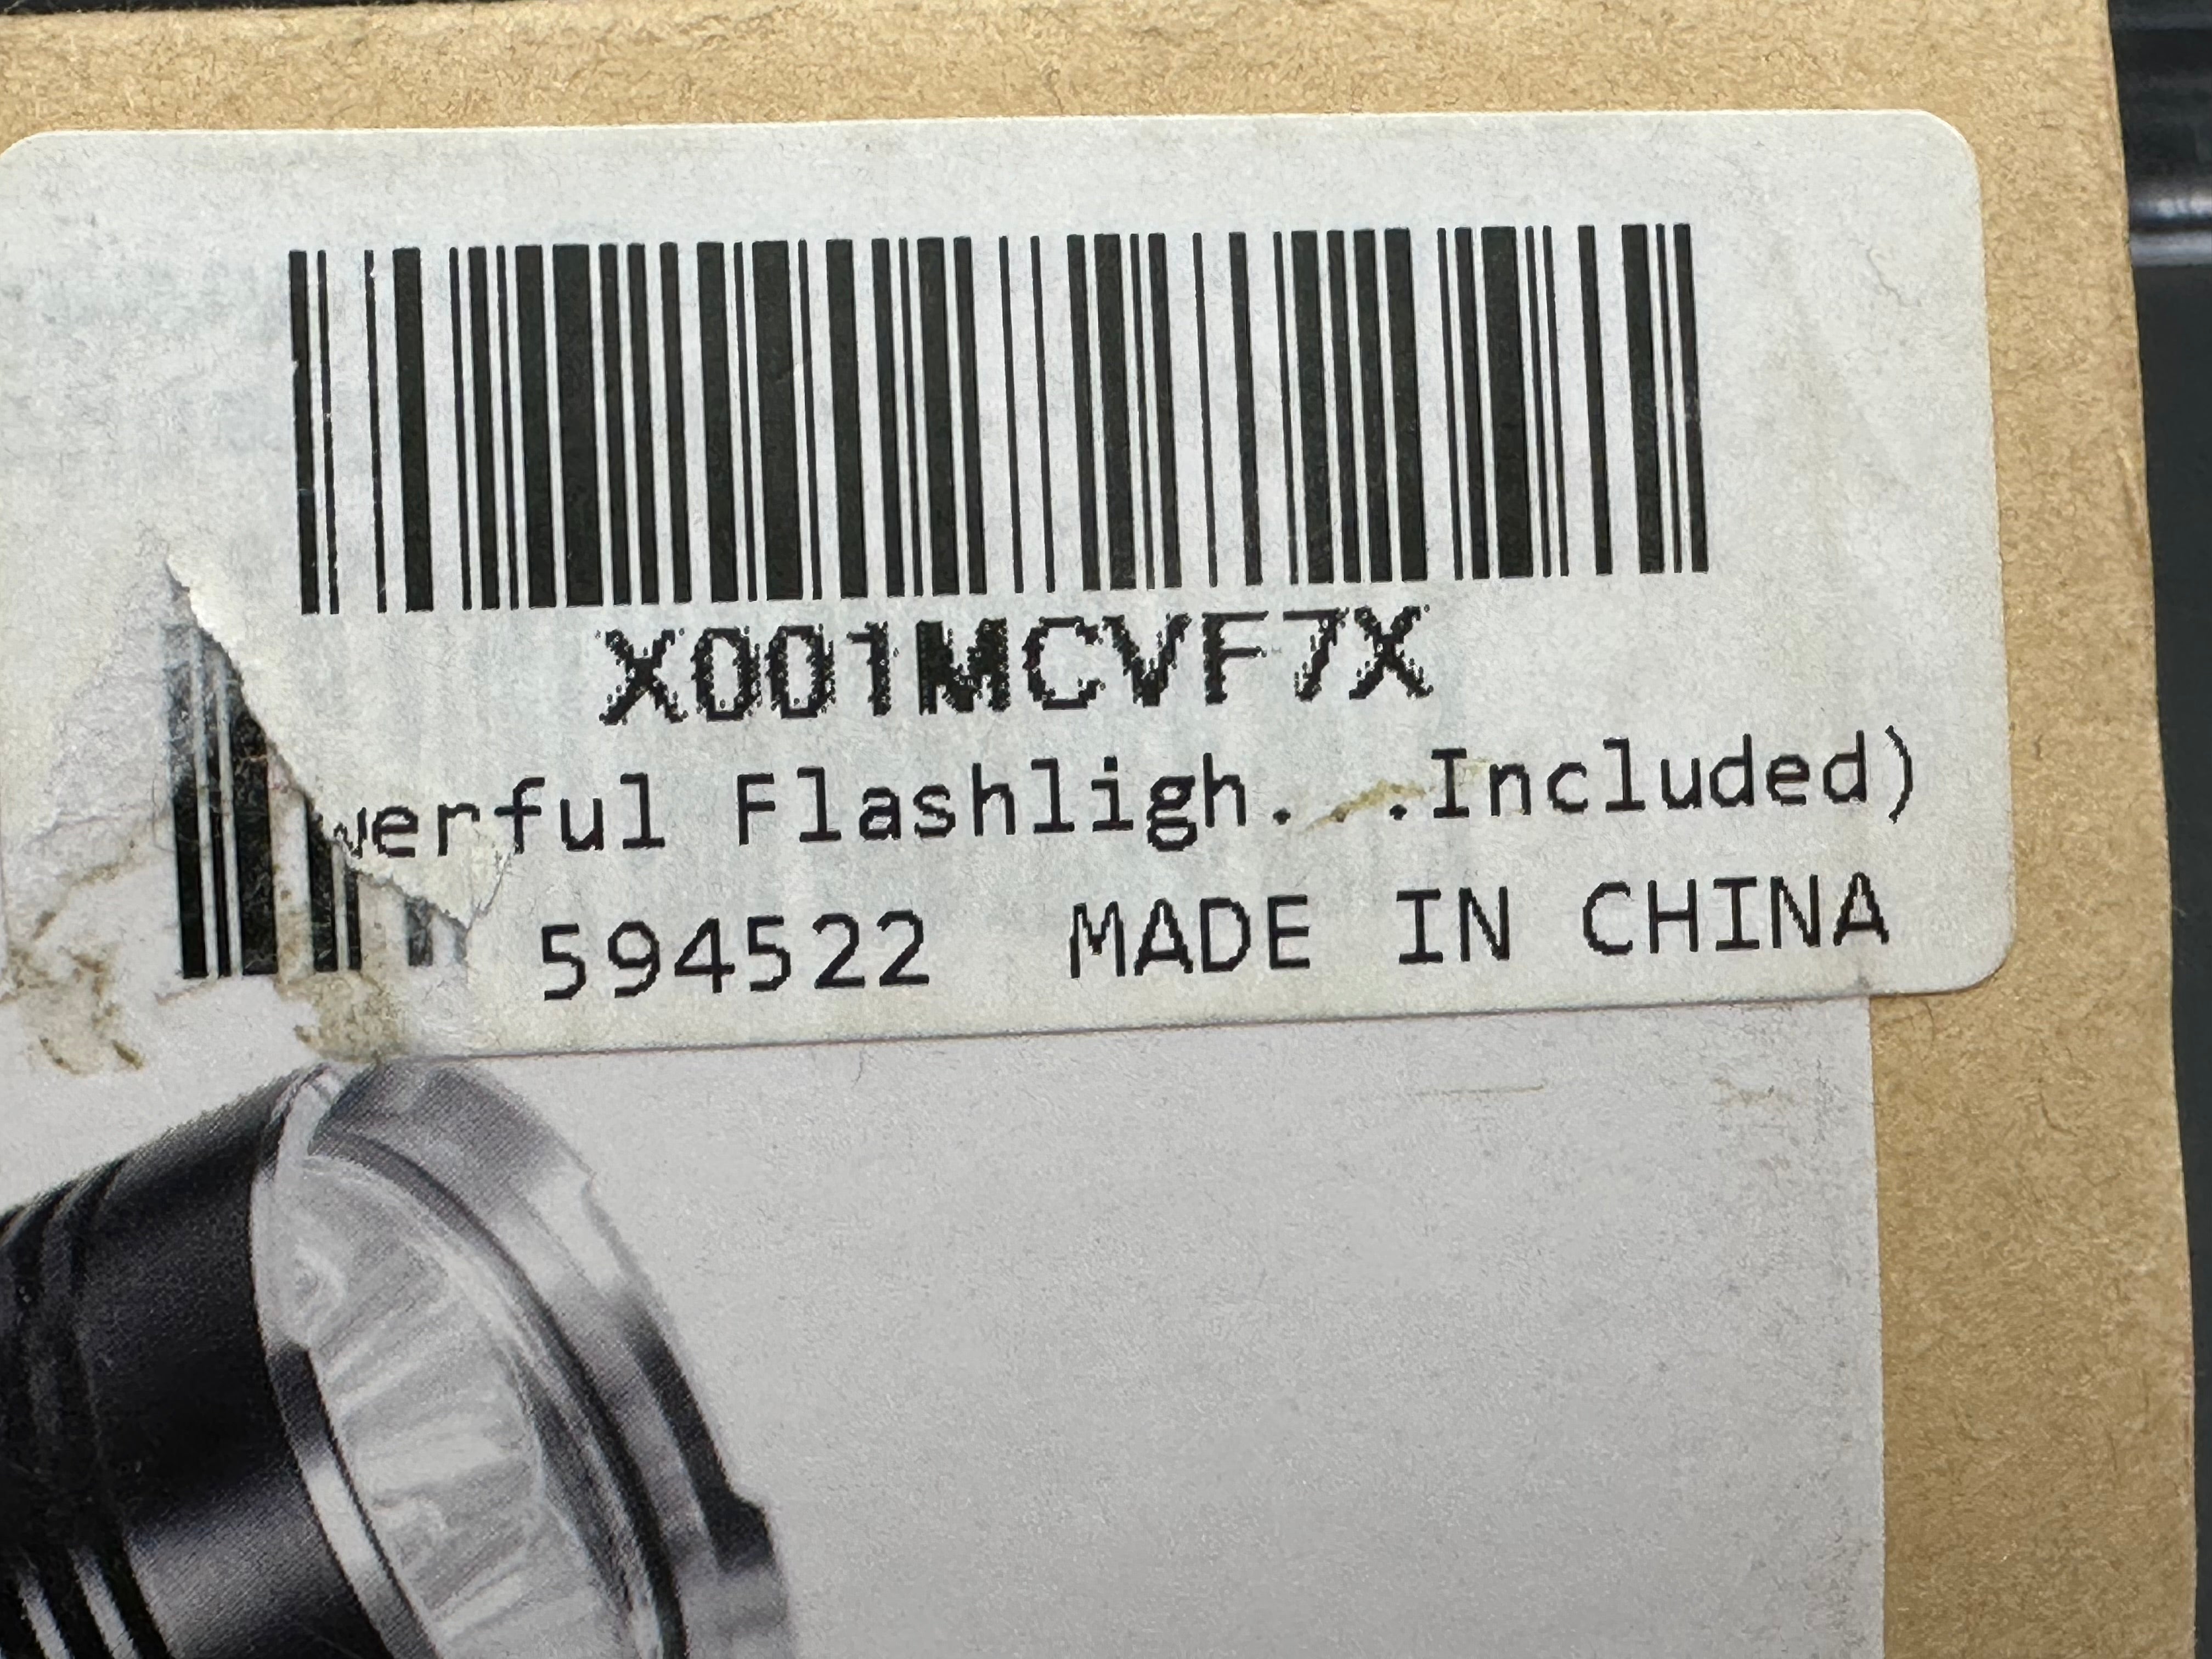 X001MCVF7X
werful Flashligh...Included)
594522 MADE IN CHINA